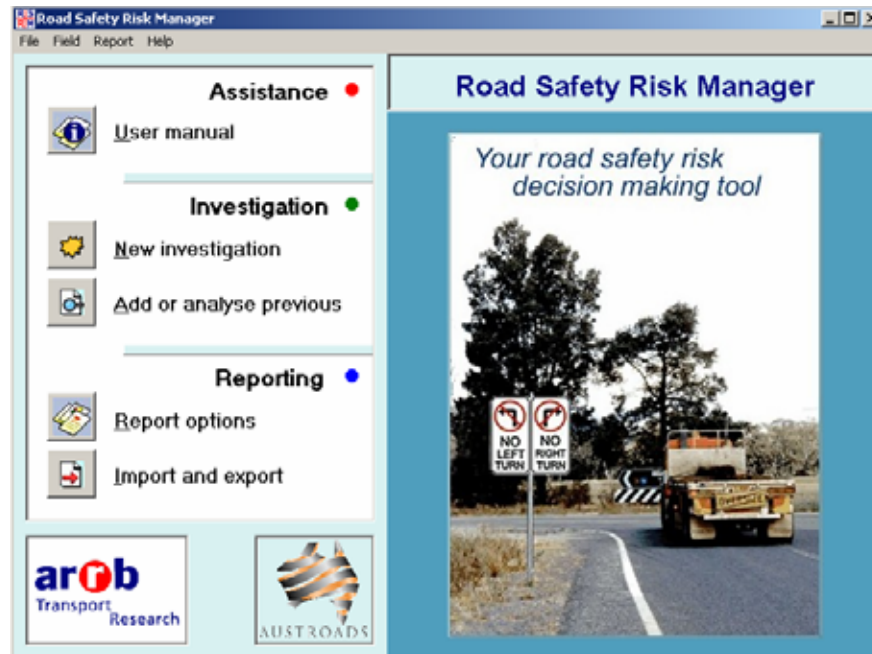 Road Safety Risk Manager
File Field Report Help
Assistance
User manual
Investigation
New investigation
Add or analyse previous
Reporting
Report options
Import and export
arrb
Transport
Research
AUSTROADS
Road Safety Risk Manager
Your road safety risk
decision making tool
NO
LEFT
TURN
NO
RIGHT
TURN